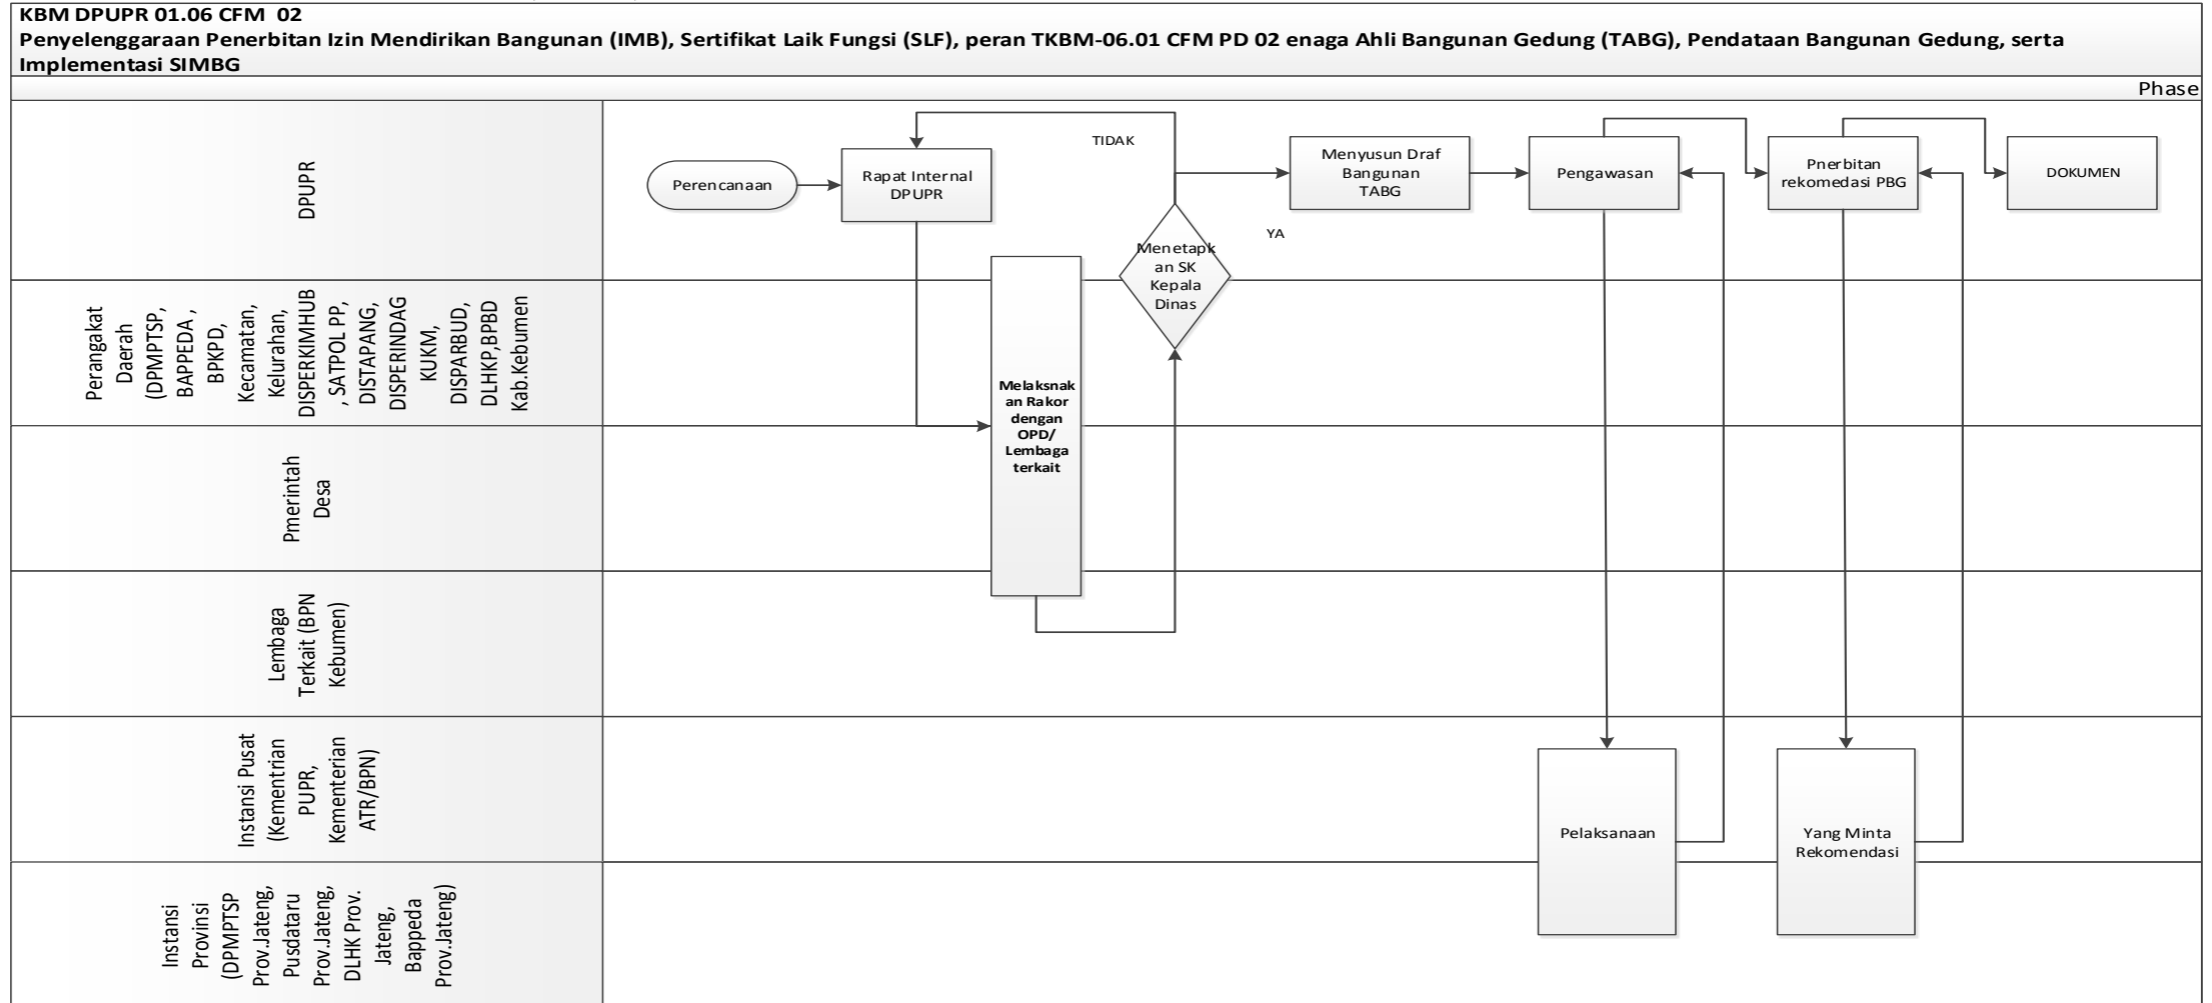 KBM DPUPR 01.06 CFM  02
Penyelenggaraan Penerbitan Izin Mendirikan Bangunan (IMB), Sertifikat Laik Fungsi (SLF), peran TKBM-06.01 CFM PD 02 enaga Ahli Bangunan Gedung (TABG), Pendataan Bangunan Gedung, serta
Implementasi SIMBG
Phase
DPUPR
Perencanaan
Rapat Internal
DPUPR
TIDAK
Menetapk
an SK
Kepala
Dinas
YA
Menyusun Draf
Bangunan
TABG
Pengawasan
Pnerbitan
rekomedasi PBG
DOKUMEN
Perangakat
Daerah
(DPMPTSP,
BAPPEDA ,
BPKPD,
Kecamatan,
Kelurahan,
DISPERKIMHUB
, SATPOL PP,
DISTAPANG,
DISPERINDAG
KUKM,
DISPARBUD,
DLHKP,BPBD
Kab.Kebumen
Melaksnak
an Rakor
dengan
OPD/
Lembaga
terkait
Pmerintah
Desa
Lembaga
Terkait (BPN
Kebumen)
Instansi Pusat
(Kementrian
PUPR,
Kementerian
ATR/BPN)
Pelaksanaan
Yang Minta
Rekomendasi
Instansi
Provinsi
(DPMPTSP
Prov.Jateng,
Pusdataru
Prov.Jateng,
DLHK Prov.
Jateng,
Bappeda
Prov.Jateng)